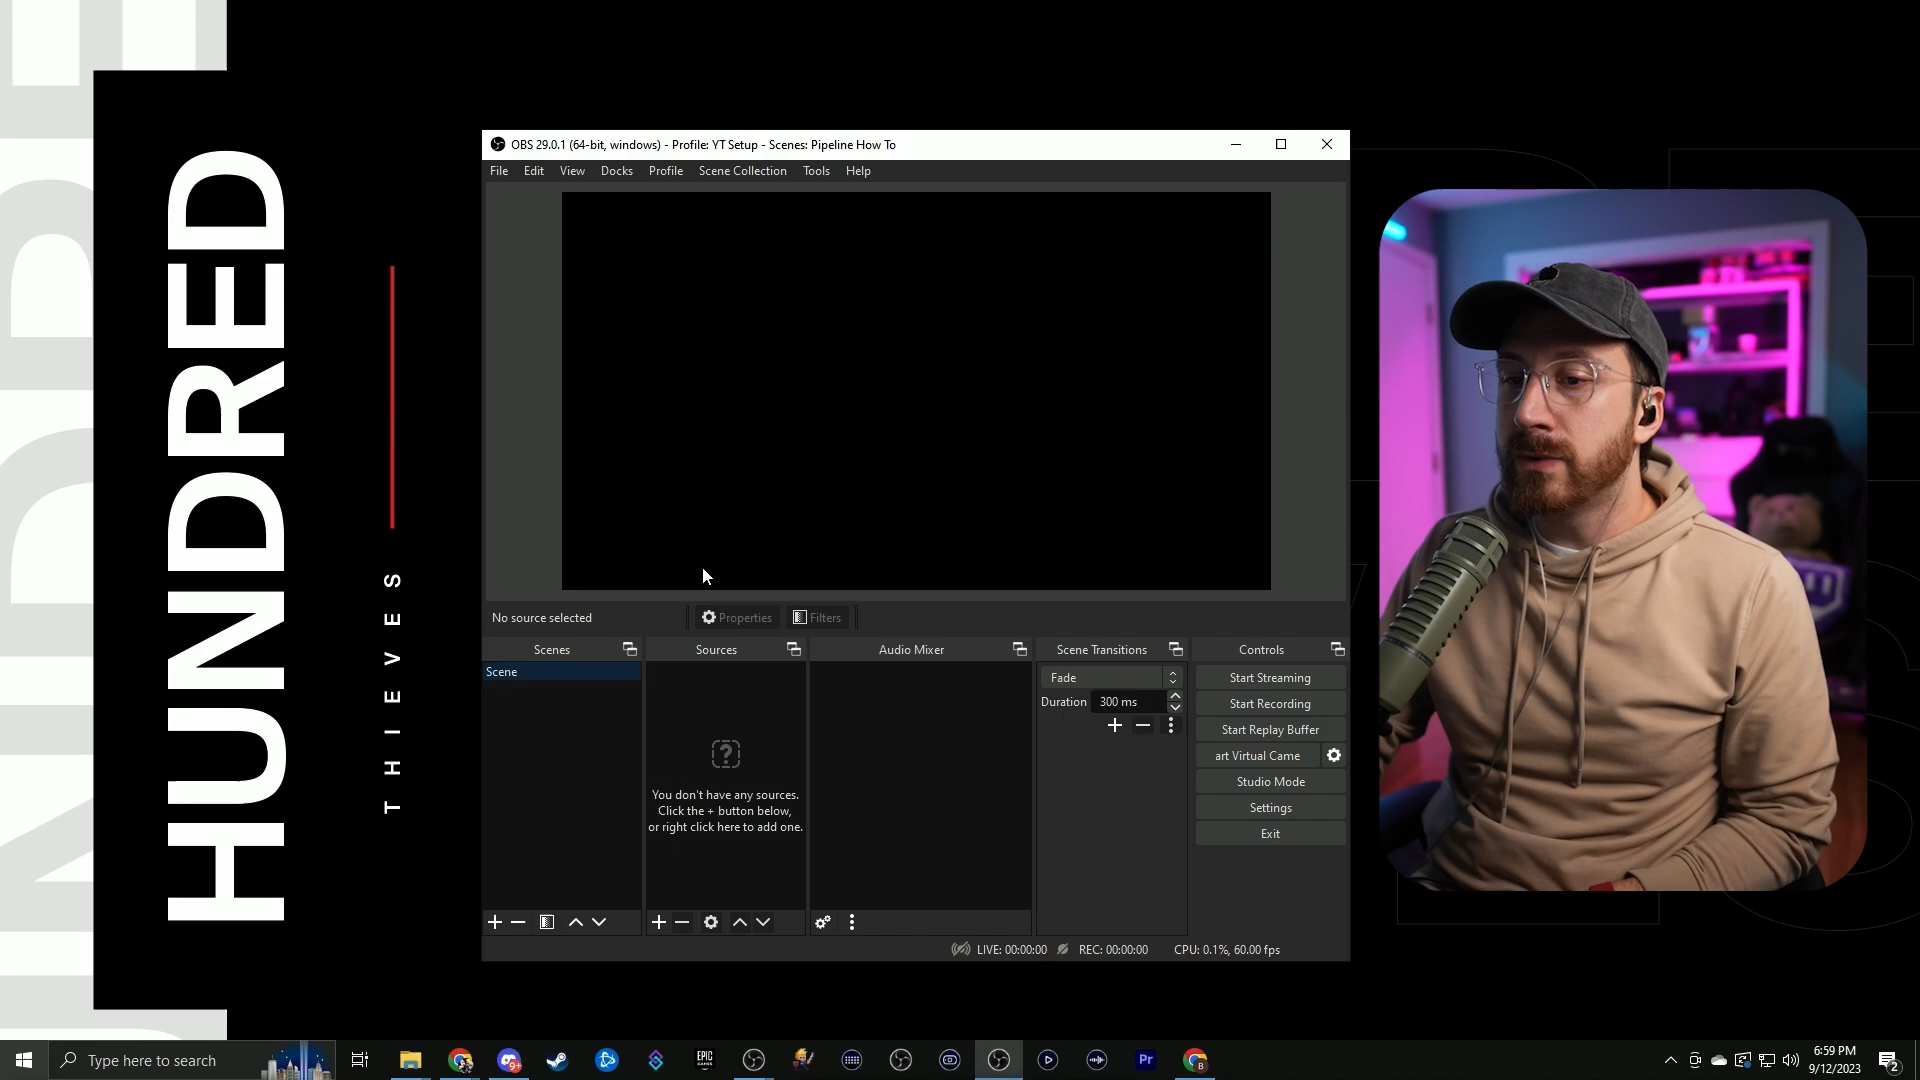 HUNDRED
THIEVES
OBS 29.0.1 (64-bit, windows) - Profile: YT Setup - Scenes: Pipeline How To
File Edit View Docks Profile Scene Collection Tools Help
No source selected
Properties
Filters
Scenes
Scene
Sources
You don't have any sources.
Click the + button below,
or right click here to add one.
Audio Mixer
Scene Transitions
Fade
Duration 300 ms
Controls
Start Streaming
Start Recording
Start Replay Buffer
art Virtual Came
Studio Mode
Settings
Exit
LIVE: 00:00:00 REC: 00:00:00 CPU: 0.1%, 60.00 fps
Type here to search
9+
EPIC
GAMES
Pr
B
6:59 PM
9/12/2023
2